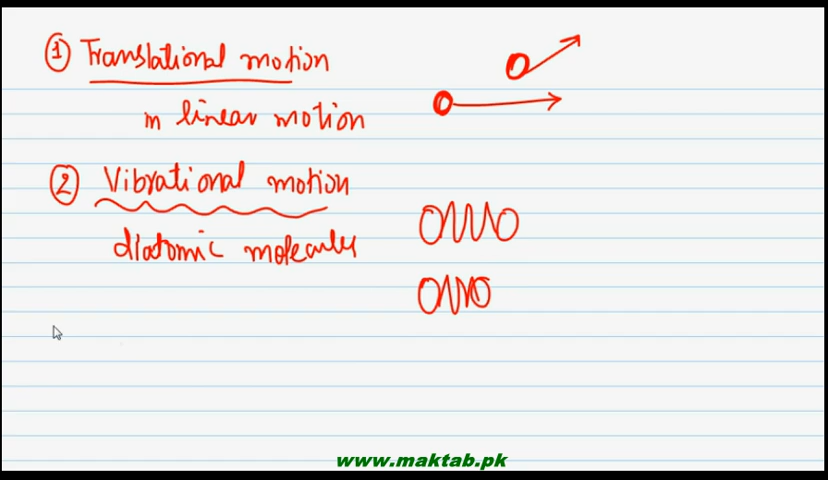 ① Translational motion
in linear motion
② Vibrational motion
diatomic molecules
www.maktab.pk